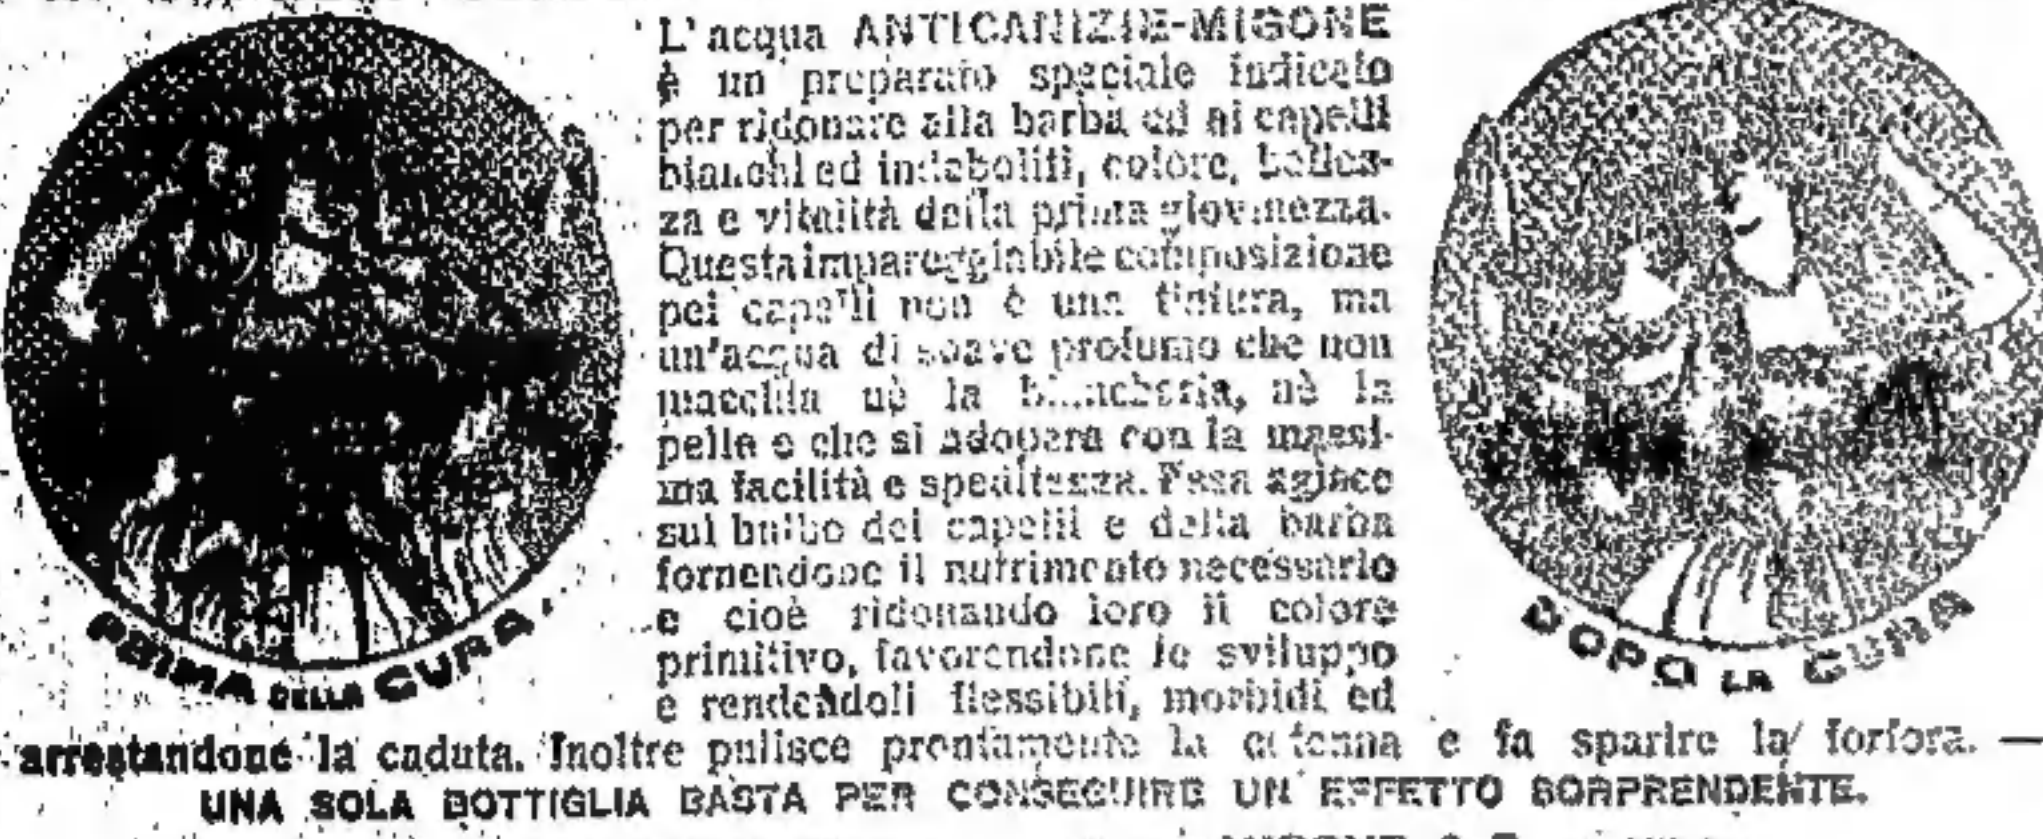 L'acqua ANTICANIZIE-MIGONE
è un preparato speciale indicato
per ridonare alla barba ed ai capelli
bianchi ed indeboliti, colore, bellez-
za e vitalità della prima giovinezza.
Questa impareggiabile composizione
pei capelli non è una tintura, ma
un'acqua di soave profumo che non
macchia nè la biancheria, nè la
pelle e che si adopera con la massi-
ma facilità e speditezza. Essa agisce
sul bulbo dei capelli e della barba
fornendone il nutrimento necessario
e cioè ridonando loro il colore
primitivo, favorendone lo sviluppo
e rendendoli flessibili, morbidi ed
arrestandone la caduta. Inoltre pulisce prontamente la cotenna e fa sparire la forfora. —
UNA SOLA BOTTIGLIA BASTA PER CONSEGUIRE UN EFFETTO SORPRENDENTE.
PRIMA DELLA CURA
DOPO LA CURA